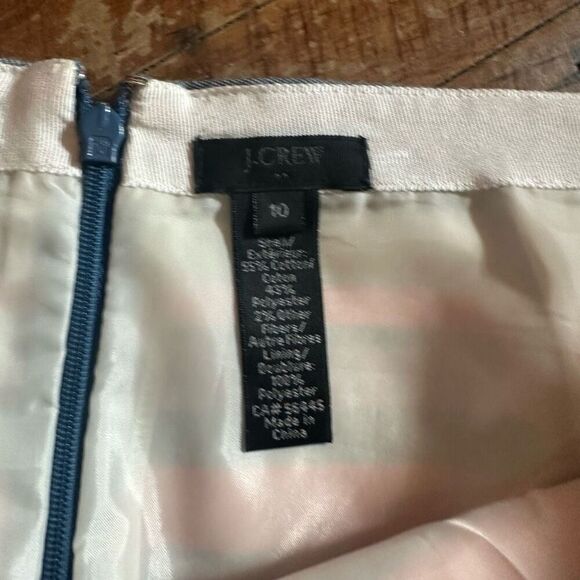 J.CREW
10
Shell/
Extérieur:
55% Cotton/
Coton
43%
Polyester
2% Other
Fibers/
Autre Fibres
Lining/
Doublure:
100%
Polyester
CA# 56445
Made in
China